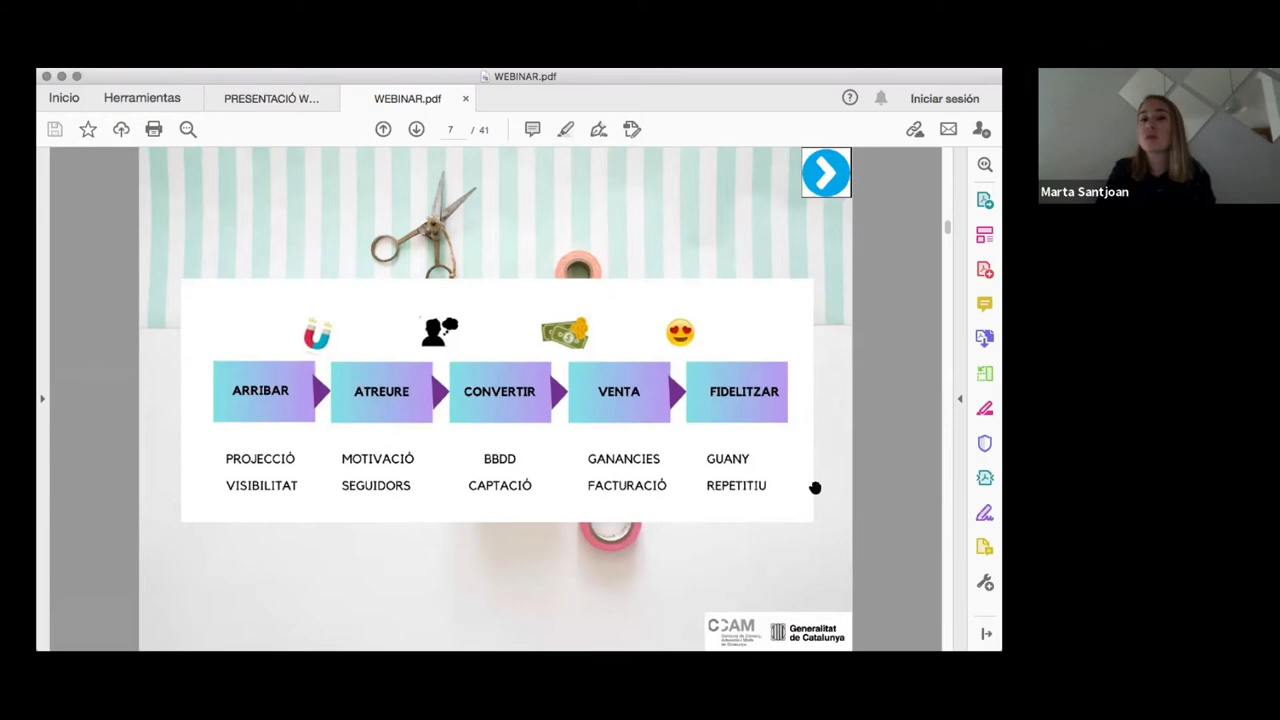 WEBINAR.pdf
Inicio
Herramientas
PRESENTACIÓ W...
WEBINAR.pdf
×
Iniciar sesión
7 / 41
Marta Santjoan
ARRIBAR
ATREURE
CONVERTIR
VENTA
FIDELITZAR
PROJECCIÓ
MOTIVACIÓ
BBDD
GANANCIES
GUANY
VISIBILITAT
SEGUIDORS
CAPTACIÓ
FACTURACIÓ
REPETITIU
CCAM
Generalitat
de Catalunya